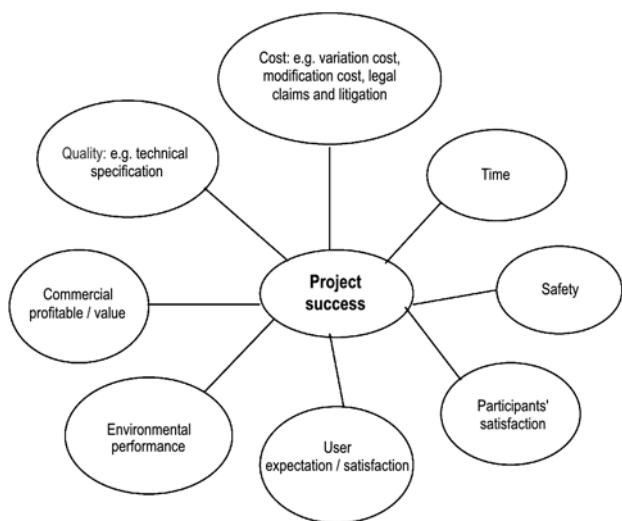 Cost: e.g. variation cost,
modification cost, legal
claims and litigation
Quality: e.g. technical
specification
Time
Project
success
Commercial
profitable / value
Safety
Environmental
performance
User
expectation / satisfaction
Participants'
satisfaction